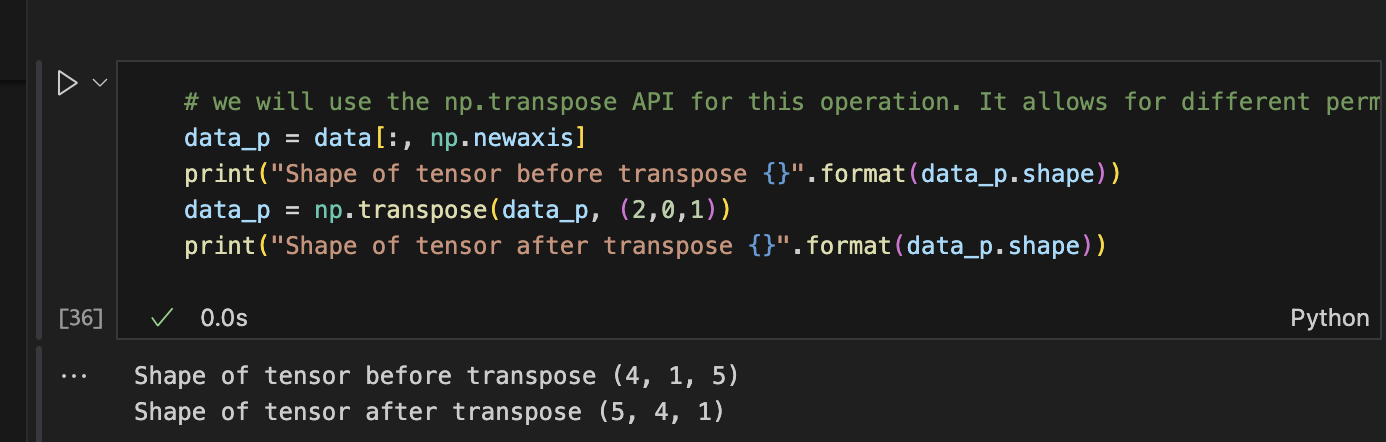 # we will use the np.transpose API for this operation. It allows for different perm
data_p = data[:, np.newaxis]
print("Shape of tensor before transpose {}".format(data_p.shape))
data_p = np.transpose(data_p, (2,0,1))
print("Shape of tensor after transpose {}".format(data_p.shape))
[36] 0.0s Python
... Shape of tensor before transpose (4, 1, 5)
Shape of tensor after transpose (5, 4, 1)